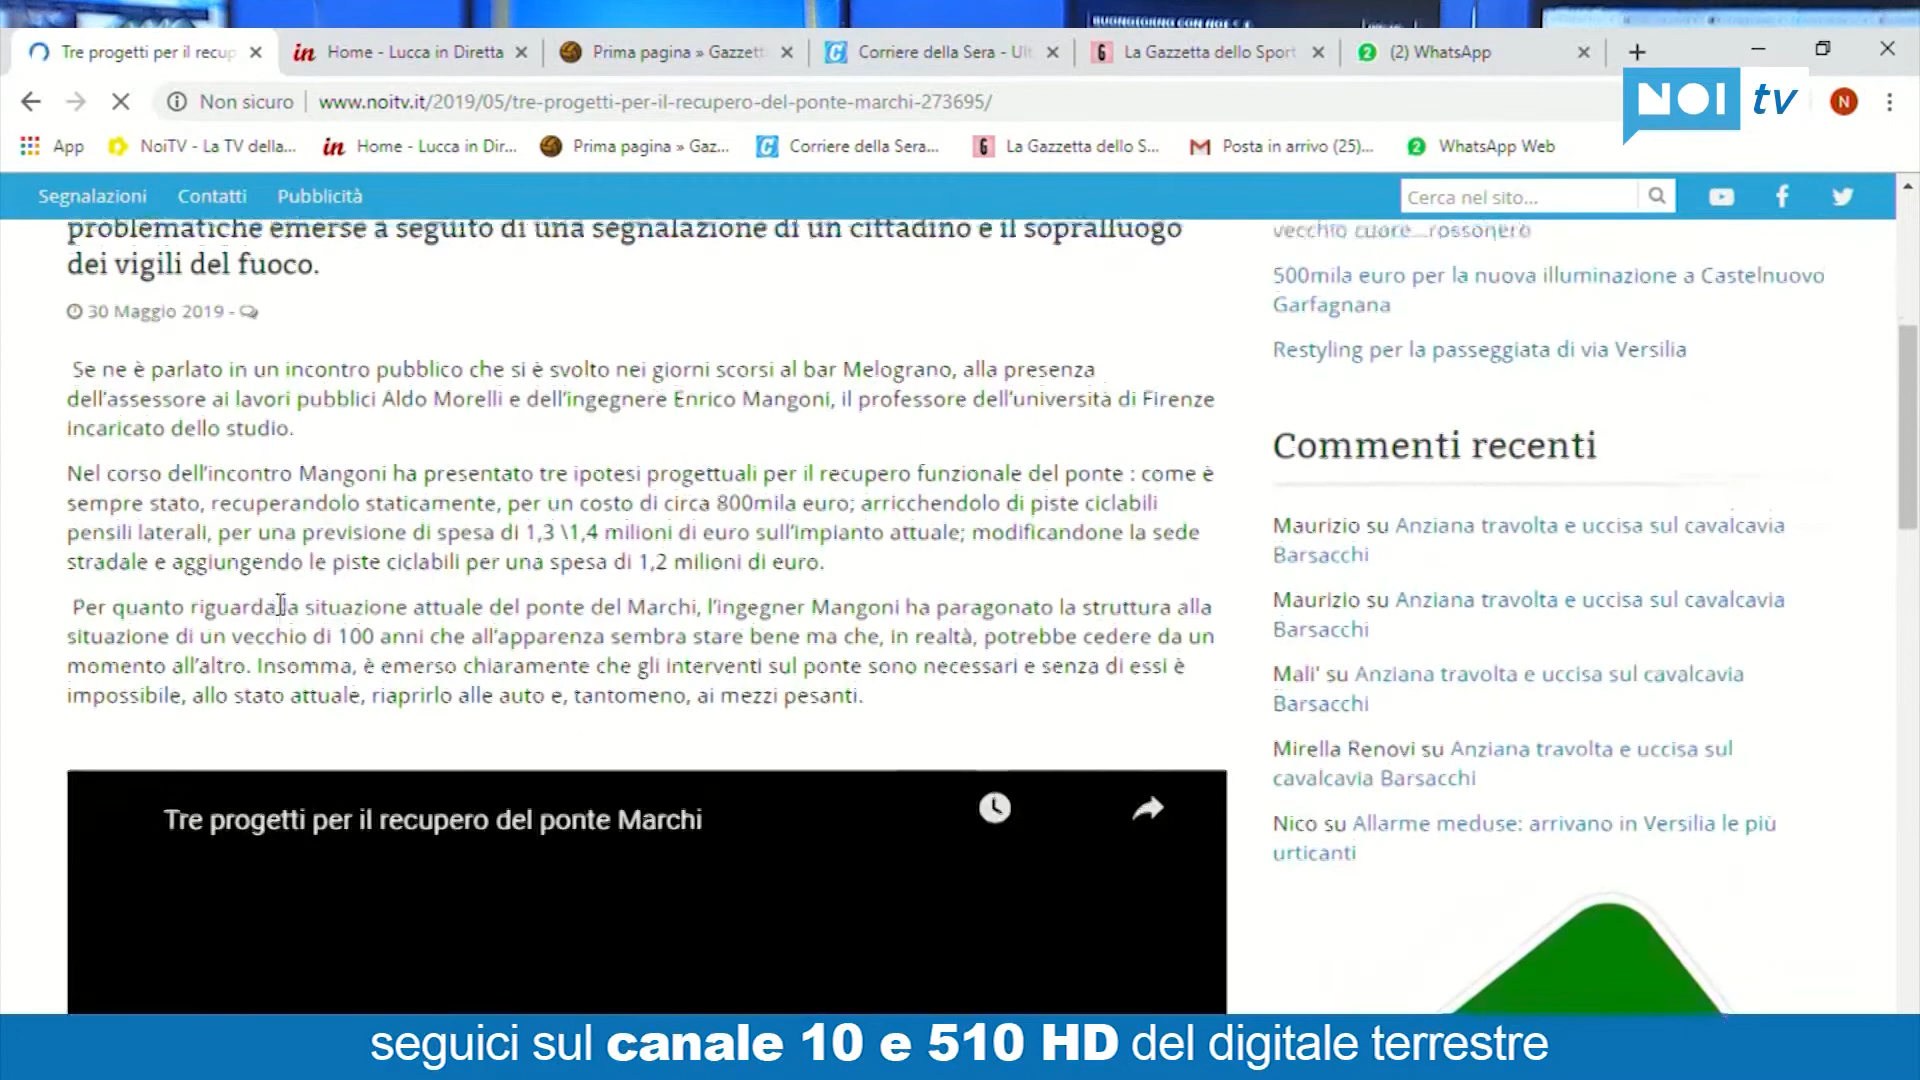 BUONGIORNO CON NOI
Tre progetti per il recup
Home - Lucca in Diretta
Prima pagina » Gazzett
Corriere della Sera - Ult
La Gazzetta dello Sport
(2) WhatsApp
Non sicuro
www.noitv.it/2019/05/tre-progetti-per-il-recupero-del-ponte-marchi-273695/
NOI tv
N
App
NoiTV - La TV della...
Home - Lucca in Dir...
Prima pagina » Gaz...
Corriere della Sera...
La Gazzetta dello S...
Posta in arrivo (25)...
WhatsApp Web
Segnalazioni
Contatti
Pubblicità
Cerca nel sito...
problematiche emerse a seguito di una segnalazione di un cittadino e il sopralluogo
dei vigili del fuoco.
30 Maggio 2019 -
Se ne è parlato in un incontro pubblico che si è svolto nei giorni scorsi al bar Melograno, alla presenza
dell'assessore ai lavori pubblici Aldo Morelli e dell'ingegnere Enrico Mangoni, il professore dell'università di Firenze
incaricato dello studio.
Nel corso dell'incontro Mangoni ha presentato tre ipotesi progettuali per il recupero funzionale del ponte : come è
sempre stato, recuperandolo staticamente, per un costo di circa 800mila euro; arricchendolo di piste ciclabili
pensili laterali, per una previsione di spesa di 1,3 \1,4 milioni di euro sull'impianto attuale; modificandone la sede
stradale e aggiungendo le piste ciclabili per una spesa di 1,2 milioni di euro.
Per quanto riguarda la situazione attuale del ponte del Marchi, l'ingegner Mangoni ha paragonato la struttura alla
situazione di un vecchio di 100 anni che all'apparenza sembra stare bene ma che, in realtà, potrebbe cedere da un
momento all'altro. Insomma, è emerso chiaramente che gli interventi sul ponte sono necessari e senza di essi è
impossibile, allo stato attuale, riaprirlo alle auto e, tantomeno, ai mezzi pesanti.
Tre progetti per il recupero del ponte Marchi
vecchio cuore...rossonero
500mila euro per la nuova illuminazione a Castelnuovo
Garfagnana
Restyling per la passeggiata di via Versilia
Commenti recenti
Maurizio su Anziana travolta e uccisa sul cavalcavia
Barsacchi
Maurizio su Anziana travolta e uccisa sul cavalcavia
Barsacchi
Mali' su Anziana travolta e uccisa sul cavalcavia
Barsacchi
Mirella Renovi su Anziana travolta e uccisa sul
cavalcavia Barsacchi
Nico su Allarme meduse: arrivano in Versilia le più
urticanti
seguici sul canale 10 e 510 HD del digitale terrestre